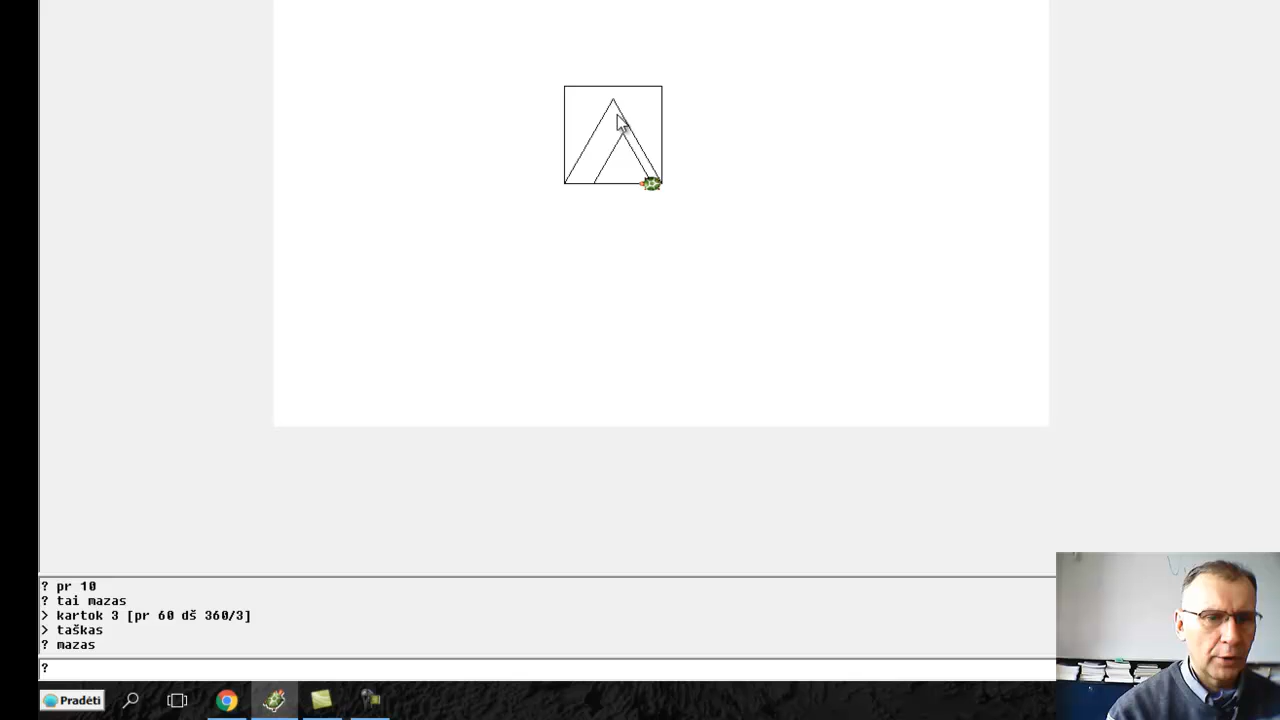 ? pr 10
? tai mazas
> kartok 3 [pr 60 dš 360/3]
> taškas
? mazas
?
Pradėti